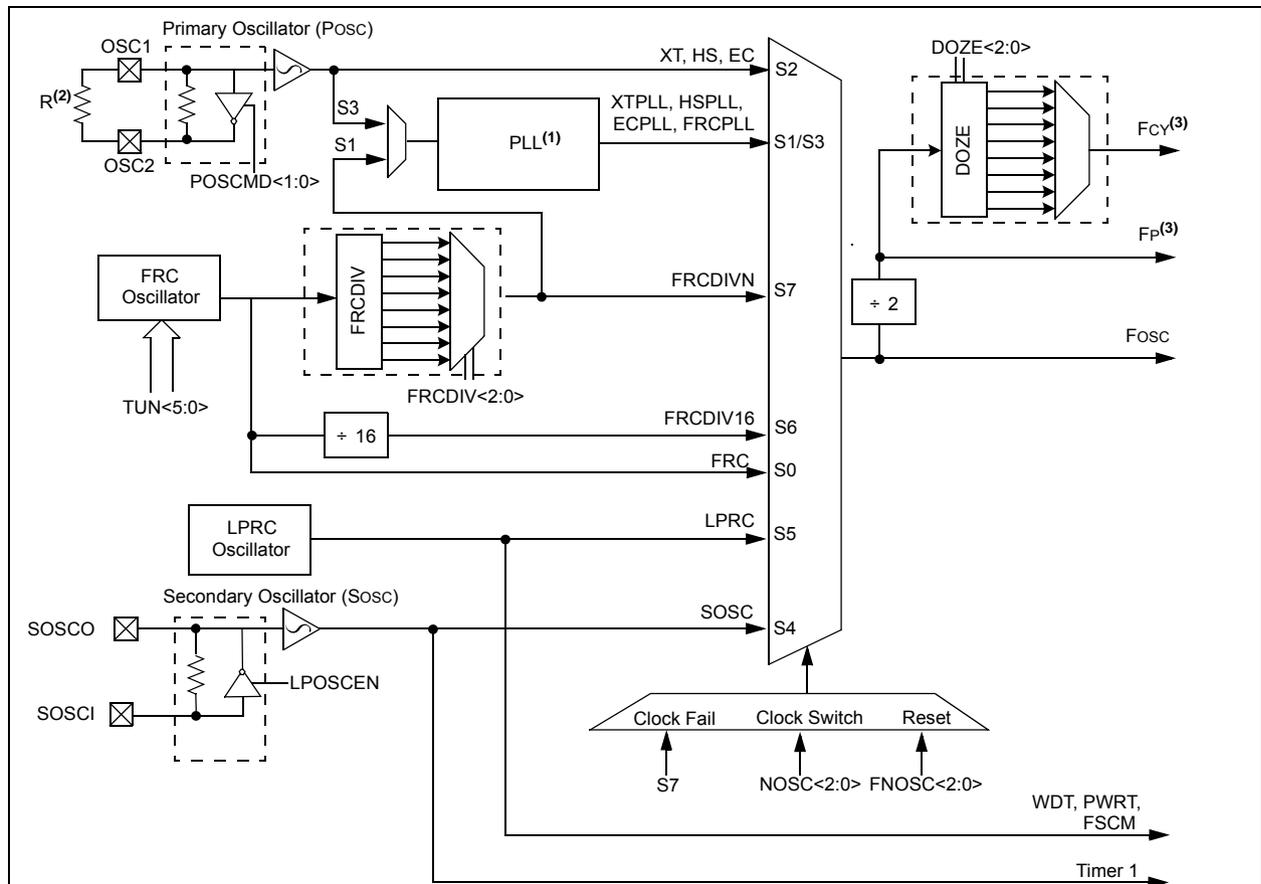 Primary Oscillator (POSC)
OSC1
R(2)
OSC2
POSCMD<1:0>
S3
S1
PLL(1)
XT, HS, EC
S2
XTPLL, HSPLL,
ECPLL, FRCPLL
S1/S3
DOZE<2:0>
DOZE
FCY(3)
FP(3)
÷ 2
FOSC
FRC
Oscillator
TUN<5:0>
FRCDIV
FRCDIV<2:0>
FRCDIVN
S7
÷ 16
FRCDIV16
S6
FRC
S0
LPRC
Oscillator
LPRC
S5
Secondary Oscillator (SOSC)
SOSCO
SOSCI
LPOSCEN
SOSC
S4
Clock Fail
Clock Switch
Reset
S7
NOSC<2:0>
FNOSC<2:0>
WDT, PWRT,
FSCM
Timer 1